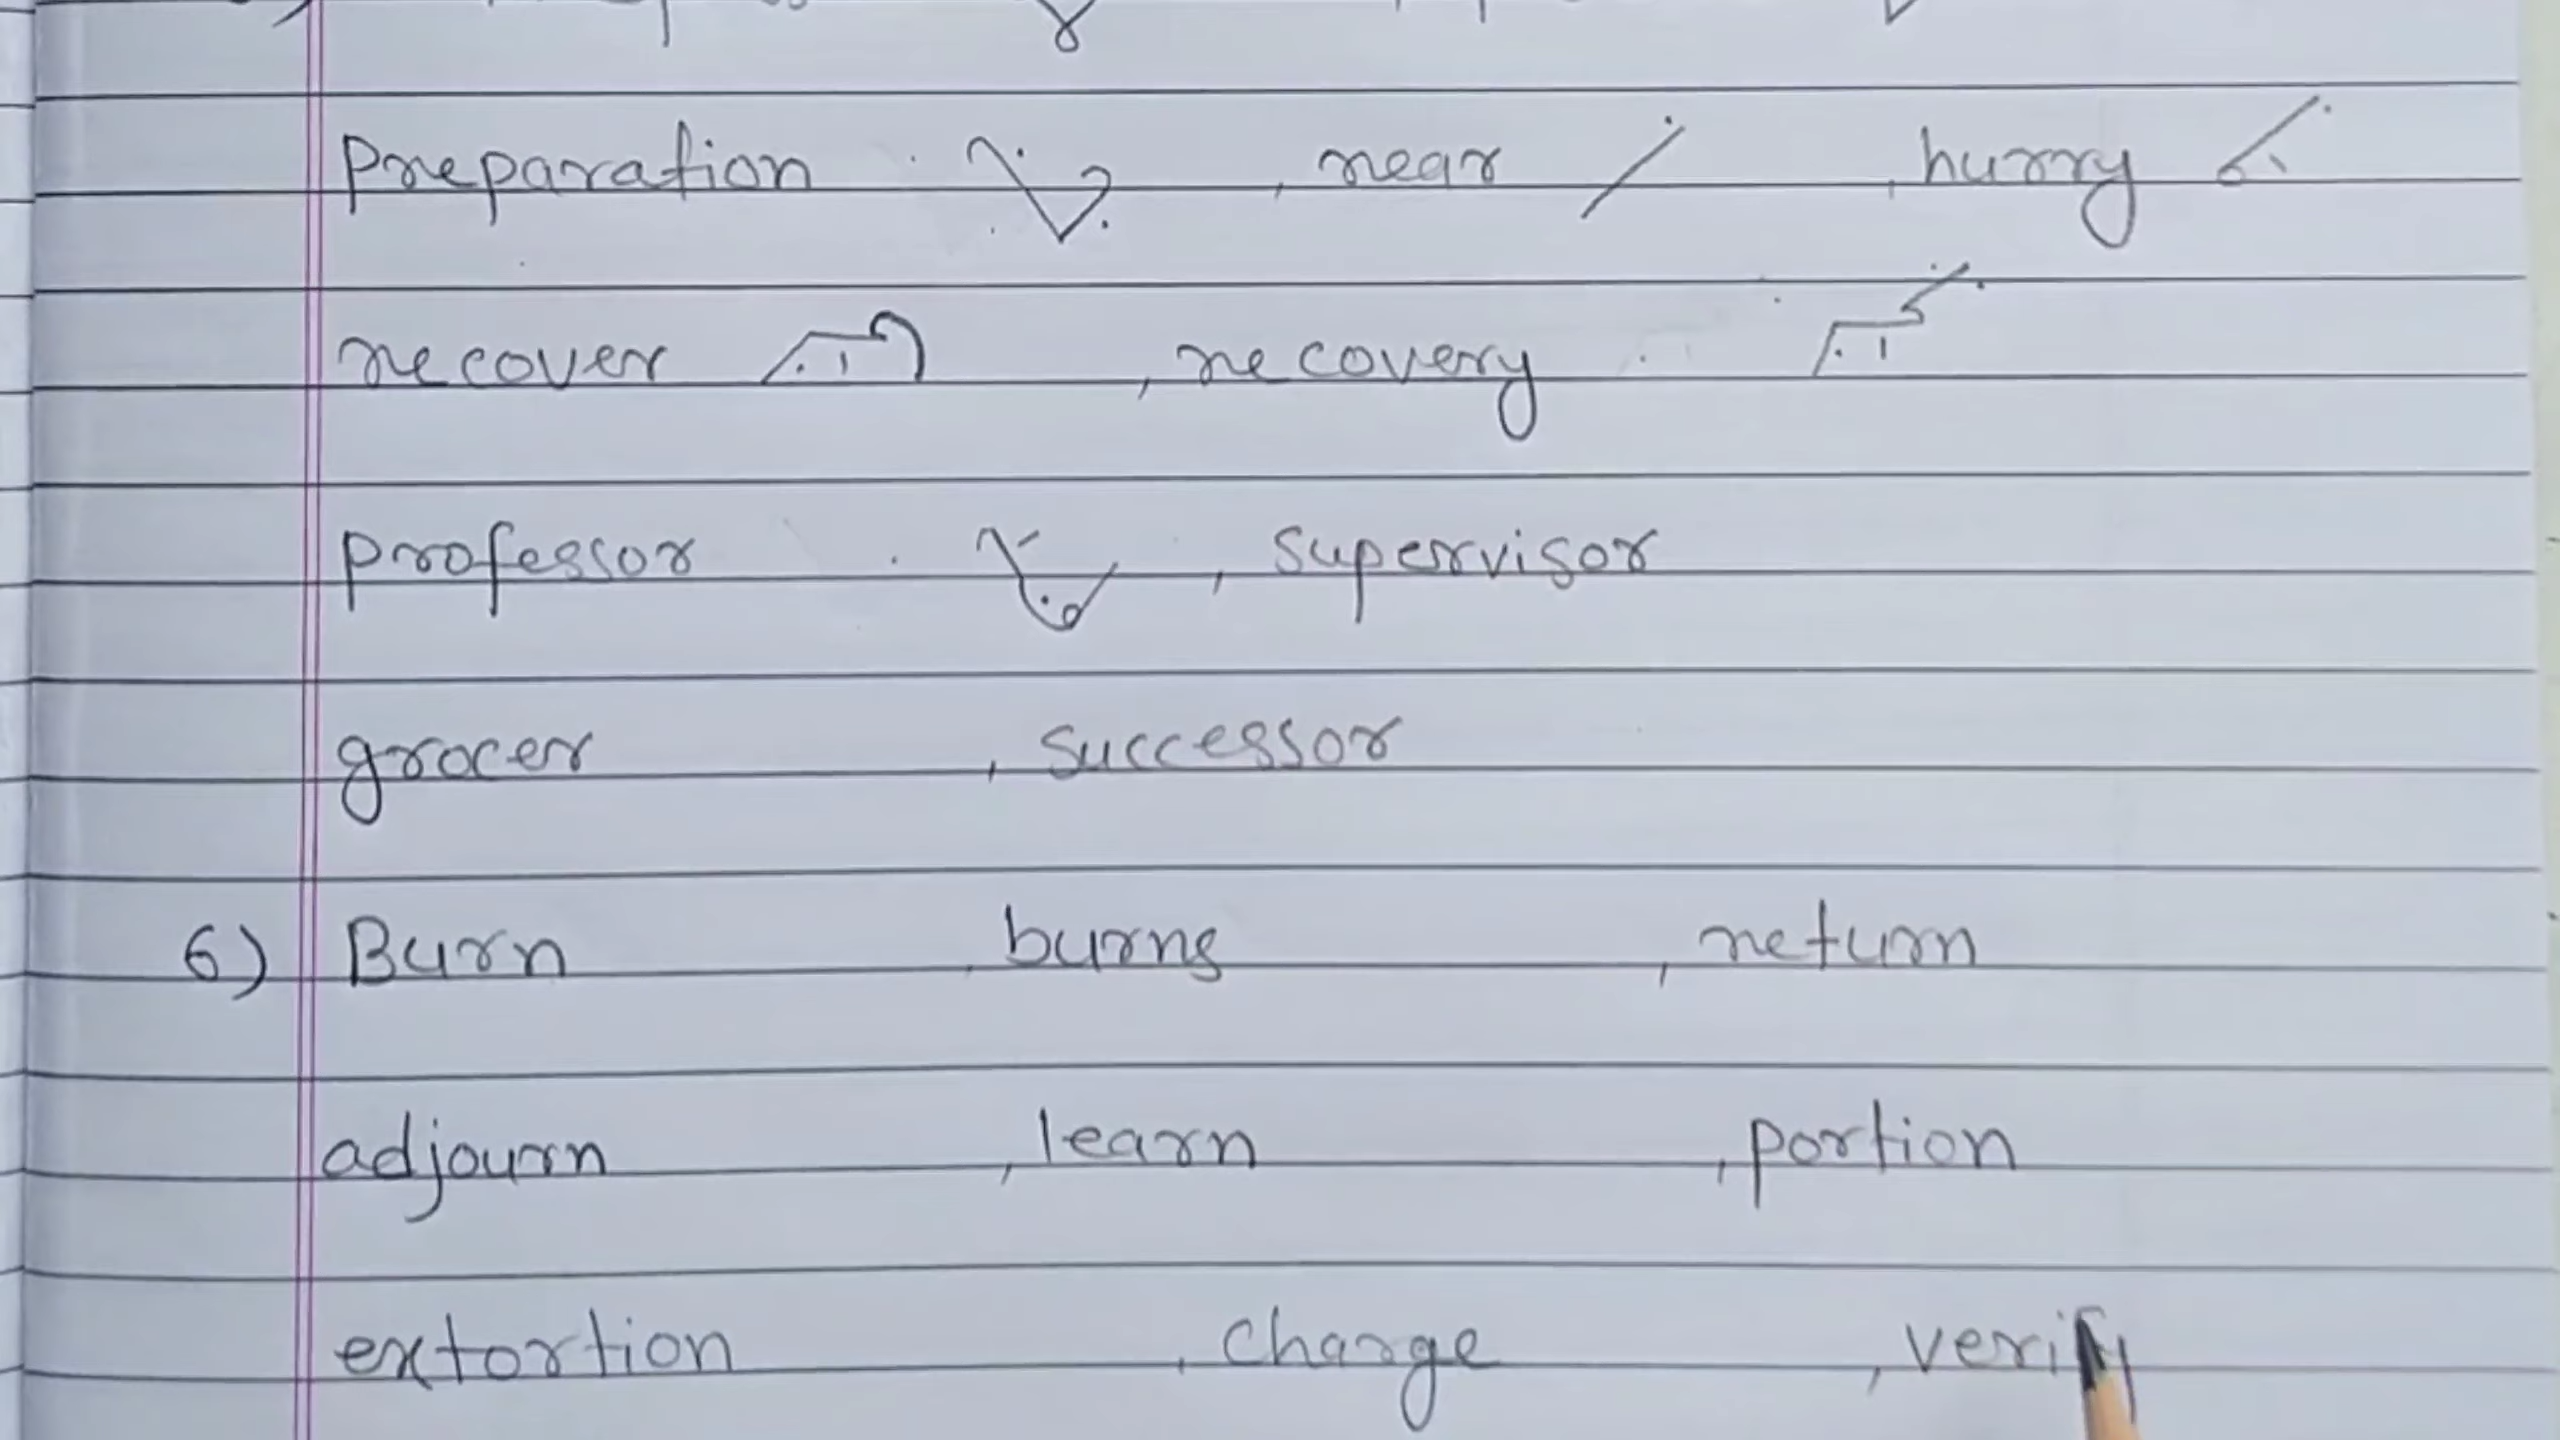 Preparation , near , hurry
recover , recovery
professor , supervisor
grocer , successor
6) Burn , burns , return
adjourn , learn , portion
extortion , charge , verify